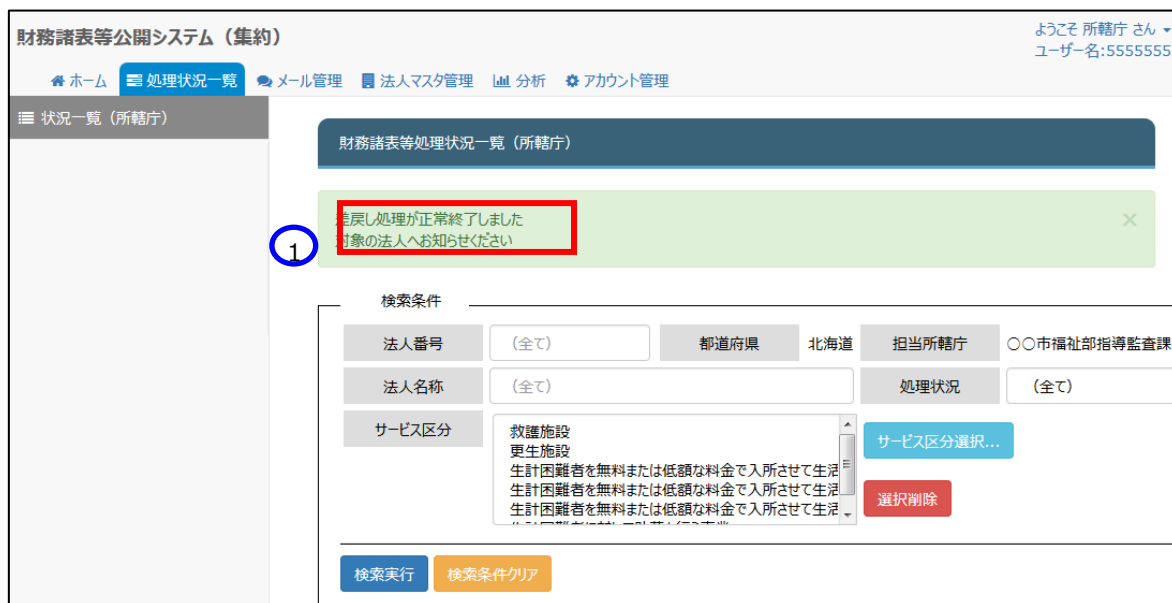 財務諸表等公開システム（集約）
ようこそ 所轄庁 さん
ユーザー名:5555555
ホーム 処理状況一覧 メール管理 法人マスタ管理 分析 アカウント管理
状況一覧（所轄庁）
財務諸表等処理状況一覧（所轄庁）
差戻し処理が正常終了しました
対象の法人へお知らせください
×
1
検索条件
法人番号 （全て） 都道府県 北海道 担当所轄庁 〇〇市福祉部指導監査課
法人名称 （全て） 処理状況 （全て）
サービス区分
救護施設
更生施設
生計困難者を無料または低額な料金で入所させて生活
生計困難者を無料または低額な料金で入所させて生活
生計困難者を無料または低額な料金で入所させて生活
サービス区分選択...
選択削除
検索実行 検索条件クリア